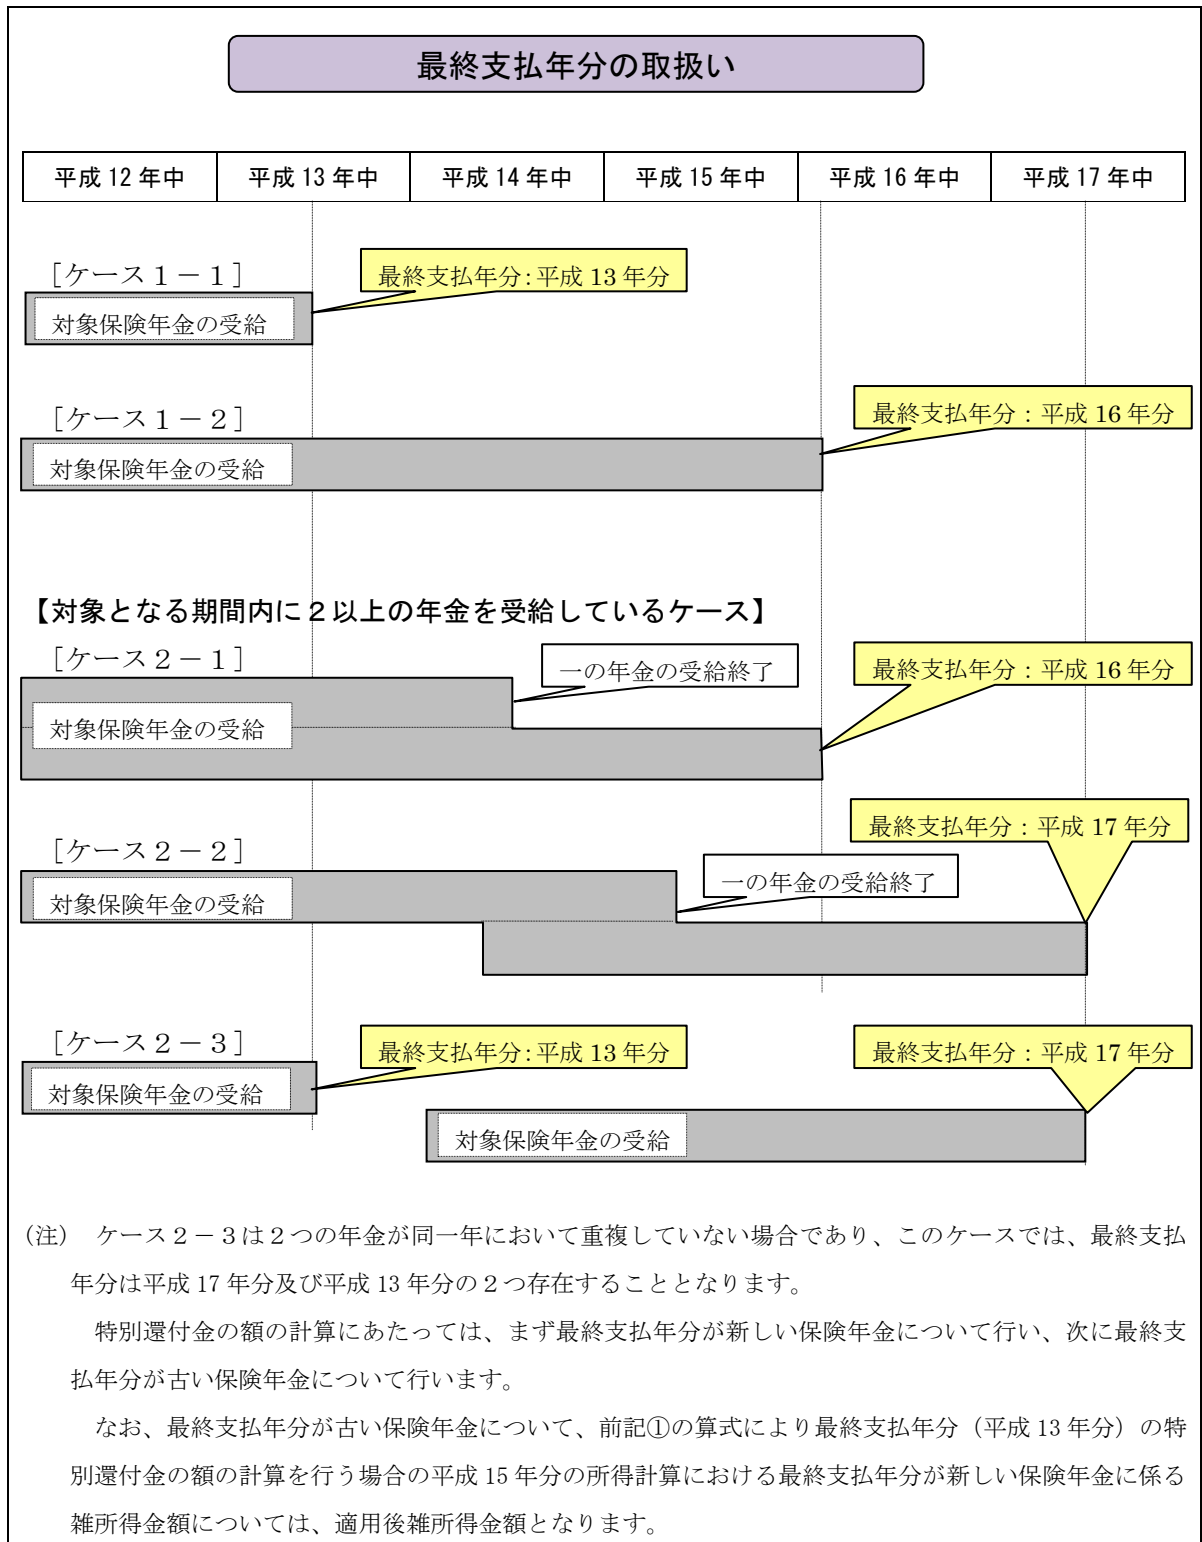 最終支払年分の取扱い
平成 12 年中 平成 13 年中 平成 14 年中 平成 15 年中 平成 16 年中 平成 17 年中
［ケース１－１］
最終支払年分：平成 13 年分
対象保険年金の受給
［ケース１－２］
最終支払年分：平成 16 年分
対象保険年金の受給
【対象となる期間内に２以上の年金を受給しているケース】
［ケース２－１］
一の年金の受給終了
最終支払年分：平成 16 年分
対象保険年金の受給
最終支払年分：平成 17 年分
［ケース２－２］
一の年金の受給終了
対象保険年金の受給
［ケース２－３］
最終支払年分：平成 13 年分
最終支払年分：平成 17 年分
対象保険年金の受給
対象保険年金の受給
（注）　ケース２－３は２つの年金が同一年において重複していない場合であり、このケースでは、最終支払
年分は平成 17 年分及び平成 13 年分の２つ存在することとなります。
特別還付金の額の計算にあたっては、まず最終支払年分が新しい保険年金について行い、次に最終支
払年分が古い保険年金について行います。
なお、最終支払年分が古い保険年金について、前記①の算式により最終支払年分（平成 13 年分）の特
別還付金の額の計算を行う場合の平成 15 年分の所得計算における最終支払年分が新しい保険年金に係る
雑所得金額については、適用後雑所得金額となります。